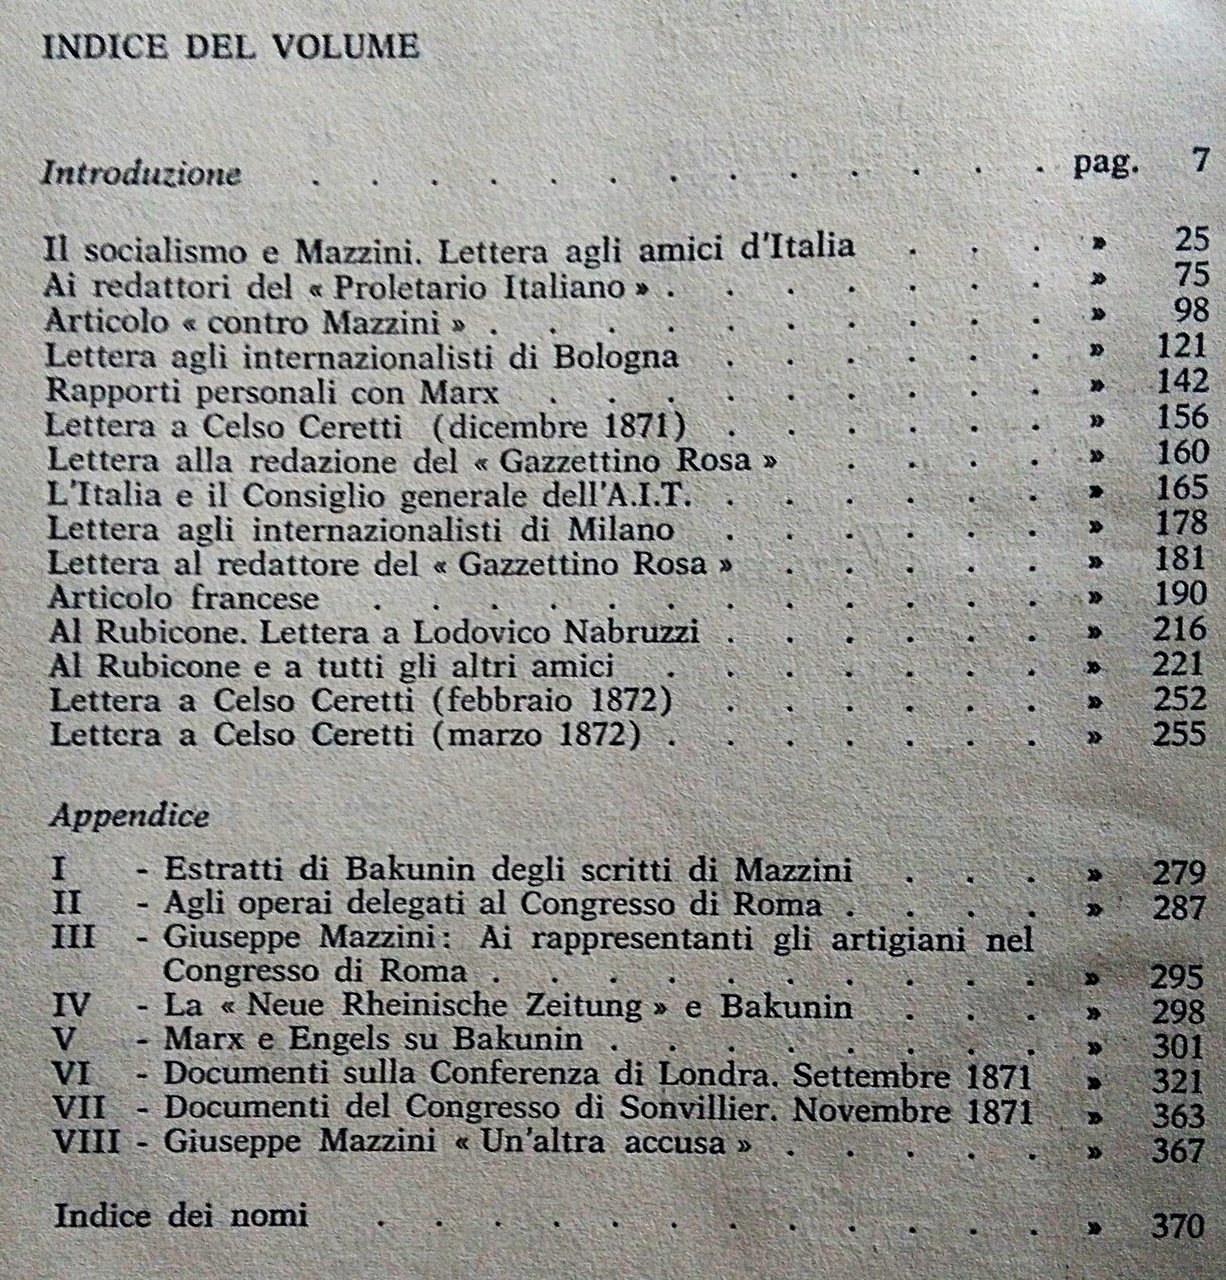 INDICE DEL VOLUME
Introduzione . . . . . . . . . . . . . pag. 7
Il socialismo e Mazzini. Lettera agli amici d'Italia . . . » 25
Ai redattori del « Proletario Italiano » . . . . . . . » 75
Articolo « contro Mazzini » . . . . . . . . . . » 98
Lettera agli internazionalisti di Bologna . . . . . . » 121
Rapporti personali con Marx . . . . . . . . . » 142
Lettera a Celso Ceretti (dicembre 1871) . . . . . . » 156
Lettera alla redazione del « Gazzettino Rosa » . . . . » 160
L'Italia e il Consiglio generale dell'A.I.T. . . . . . . » 165
Lettera agli internazionalisti di Milano . . . . . . » 178
Lettera al redattore del « Gazzettino Rosa » . . . . . » 181
Articolo francese . . . . . . . . . . . . » 190
Al Rubicone. Lettera a Lodovico Nabruzzi . . . . . . » 216
Al Rubicone e a tutti gli altri amici . . . . . . . » 221
Lettera a Celso Ceretti (febbraio 1872) . . . . . . » 252
Lettera a Celso Ceretti (marzo 1872) . . . . . . . » 255
Appendice
I - Estratti di Bakunin degli scritti di Mazzini . . . » 279
II - Agli operai delegati al Congresso di Roma . . . . » 287
III - Giuseppe Mazzini: Ai rappresentanti gli artigiani nel
Congresso di Roma . . . . . . . . . . » 295
IV - La « Neue Rheinische Zeitung » e Bakunin . . . » 298
V - Marx e Engels su Bakunin . . . . . . . . » 301
VI - Documenti sulla Conferenza di Londra. Settembre 1871 » 321
VII - Documenti del Congresso di Sonvillier. Novembre 1871 » 363
VIII - Giuseppe Mazzini « Un'altra accusa » . . . . . » 367
Indice dei nomi . . . . . . . . . . . . » 370